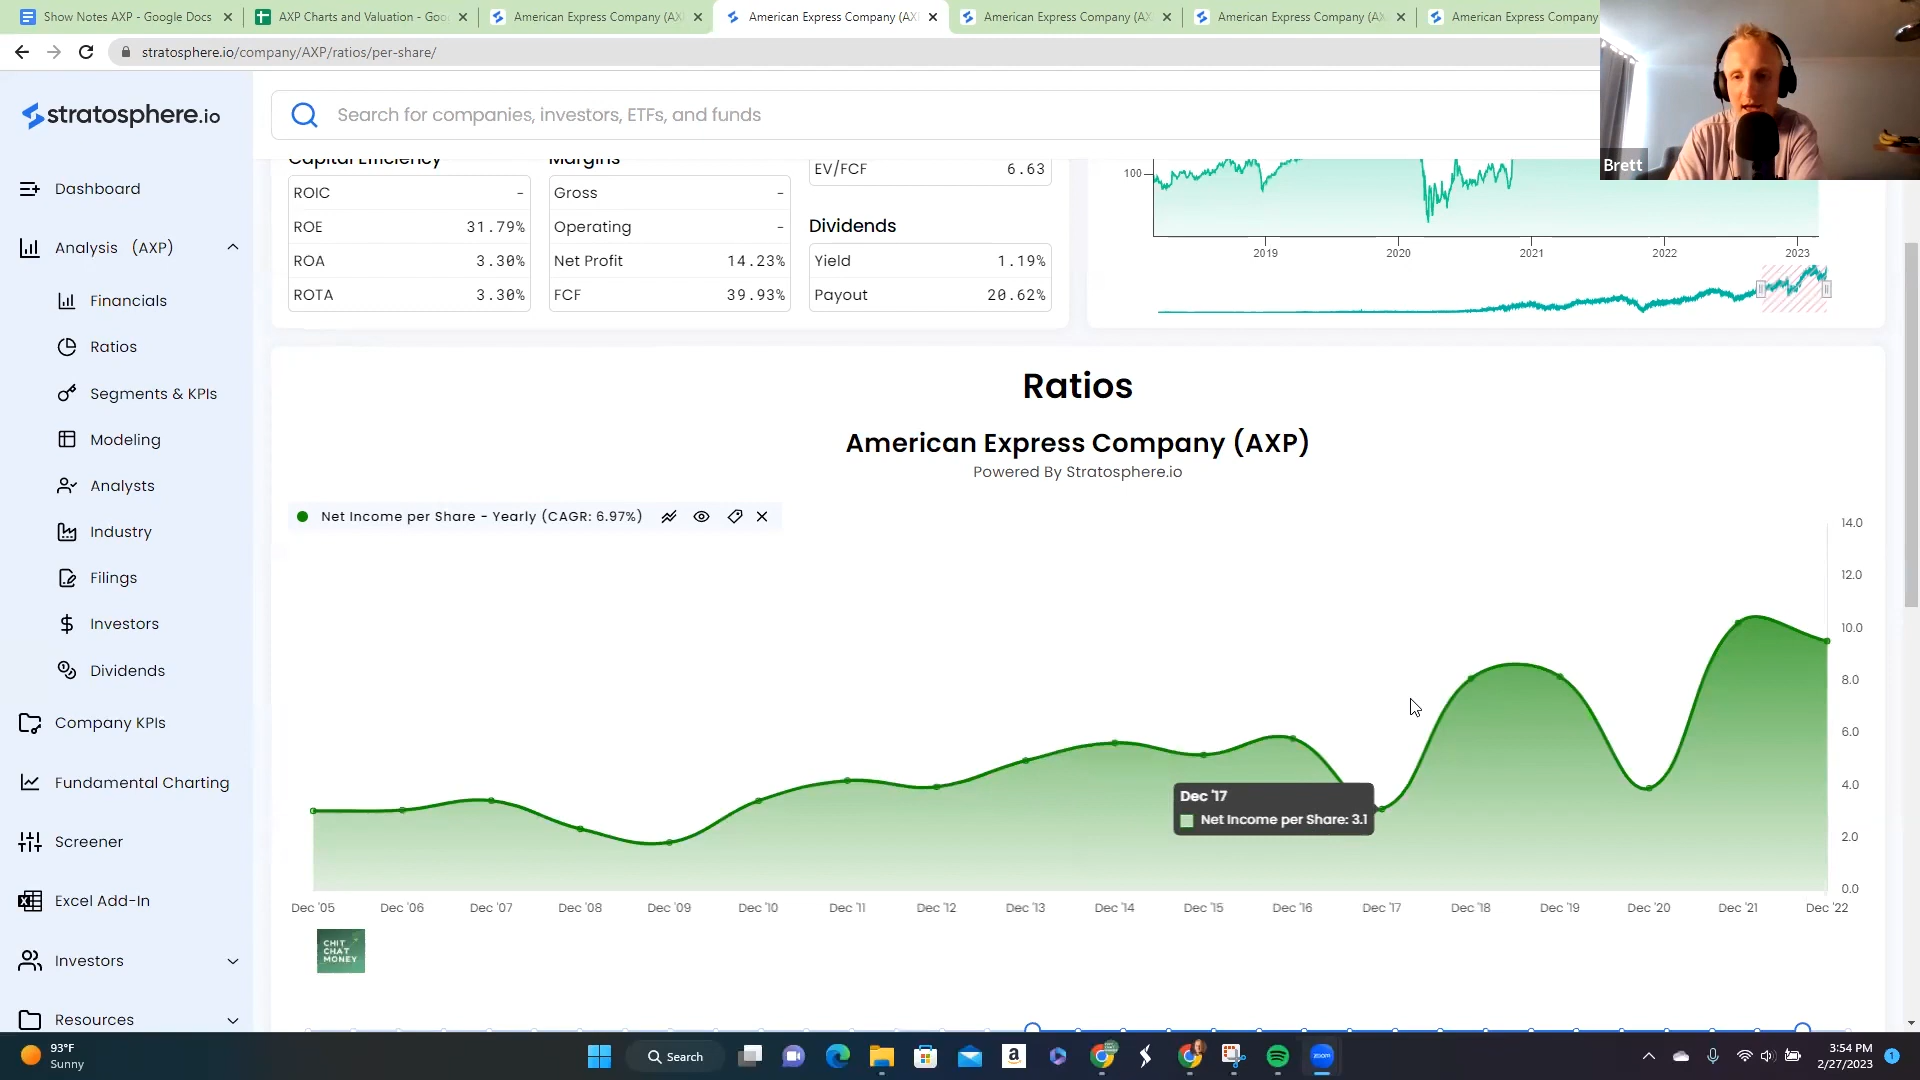 Show Notes AXP - Google Docs
AXP Charts and Valuation - Goo
American Express Company (AX
American Express Company (AX
American Express Company (AX
American Express Company (AX
American Express Company
stratosphere.io/company/AXP/ratios/per-share/
stratosphere.io
Search for companies, investors, ETFs, and funds
Brett
Dashboard
Analysis (AXP)
Financials
Ratios
Segments & KPIs
Modeling
Analysts
Industry
Filings
Investors
Dividends
Company KPIs
Fundamental Charting
Screener
Excel Add-In
Investors
Resources
Capital Efficiency
ROIC -
ROE 31.79%
ROA 3.30%
ROTA 3.30%
Margins
Gross -
Operating -
Net Profit 14.23%
FCF 39.93%
EV/FCF 6.63
Dividends
Yield 1.19%
Payout 20.62%
100
2019 2020 2021 2022 2023
Ratios
American Express Company (AXP)
Powered By Stratosphere.io
Net Income per Share - Yearly (CAGR: 6.97%)
14.0
12.0
10.0
8.0
6.0
4.0
2.0
0.0
Dec '17
Net Income per Share: 3.1
Dec '05 Dec '06 Dec '07 Dec '08 Dec '09 Dec '10 Dec '11 Dec '12 Dec '13 Dec '14 Dec '15 Dec '16 Dec '17 Dec '18 Dec '19 Dec '20 Dec '21 Dec '22
CHIT
CHAT
MONEY
93°F
Sunny
Search
a
zoom
3:54 PM
2/27/2023
1